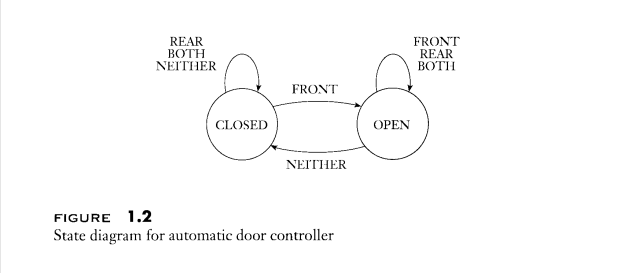 REAR
BOTH
NEITHER
FRONT
REAR
BOTH
FRONT
CLOSED
OPEN
NEITHER
FIGURE 1.2
State diagram for automatic door controller